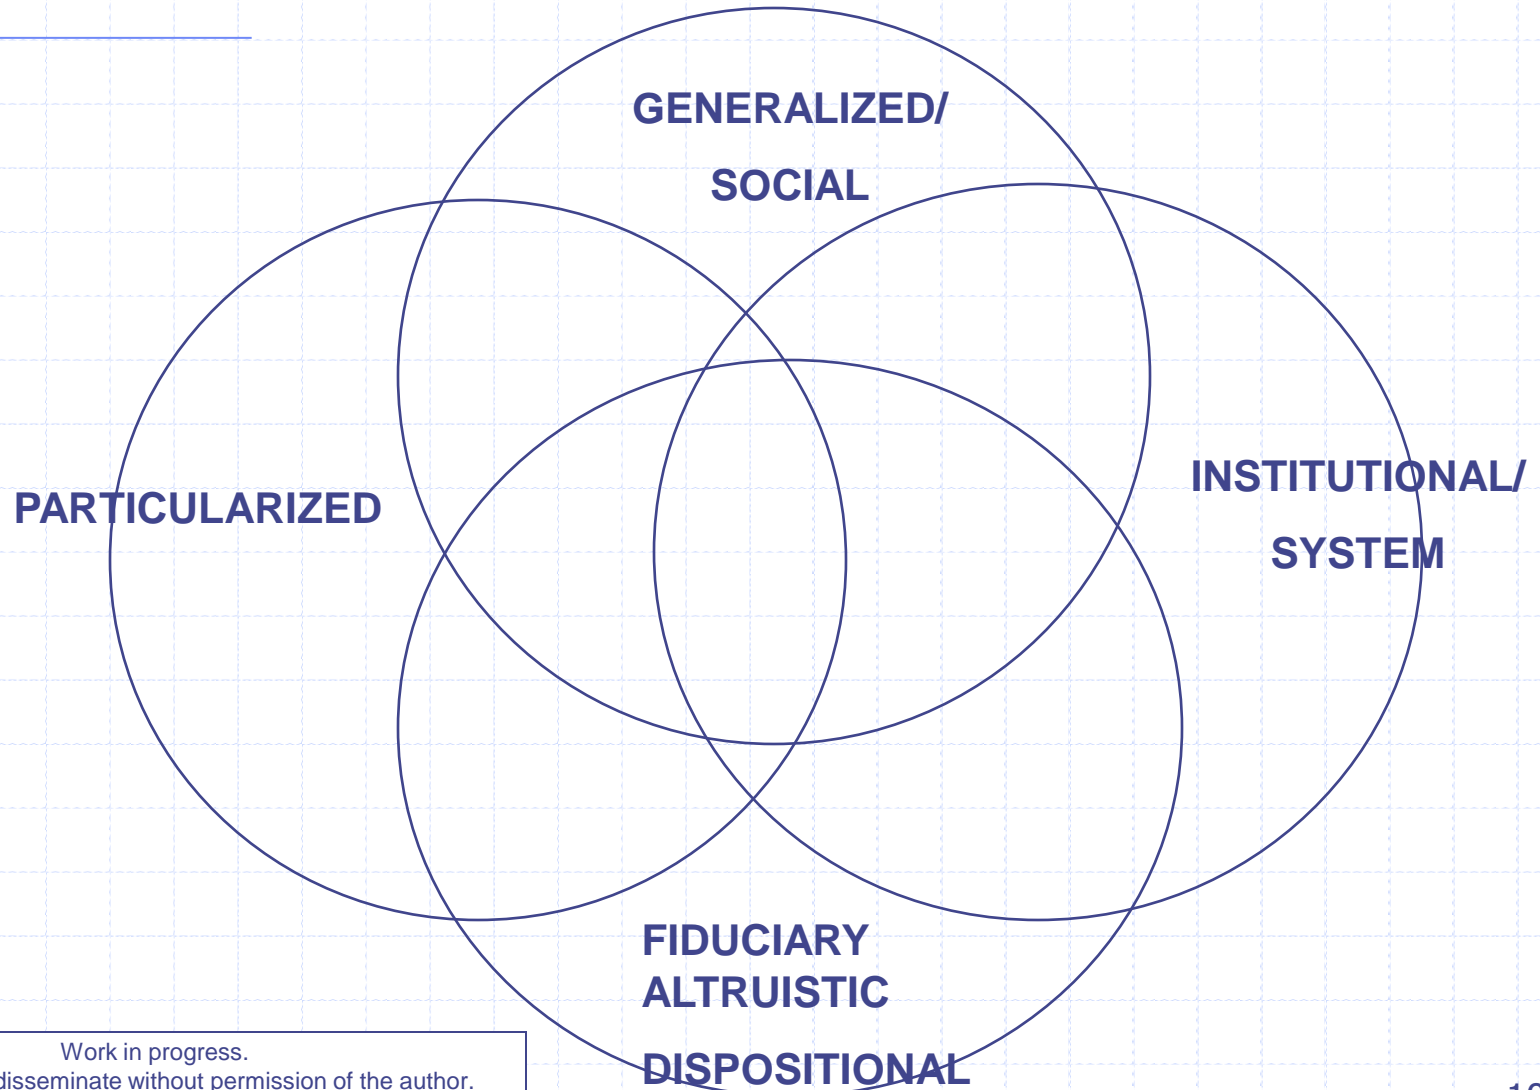 GENERALIZED/
SOCIAL
PARTICULARIZED
INSTITUTIONAL/
SYSTEM
FIDUCIARY
ALTRUISTIC
DISPOSITIONAL
Work in progress.
disseminate without permission of the author.